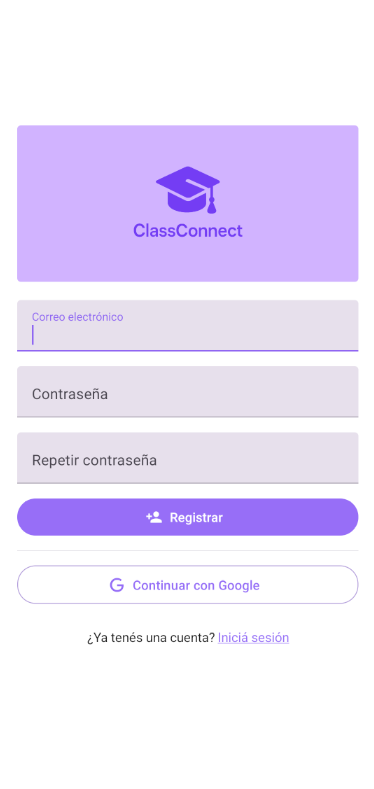 ClassConnect
Correo electrónico
Contraseña
Repetir contraseña
Registrar
Continuar con Google
¿Ya tenés una cuenta? Iniciá sesión